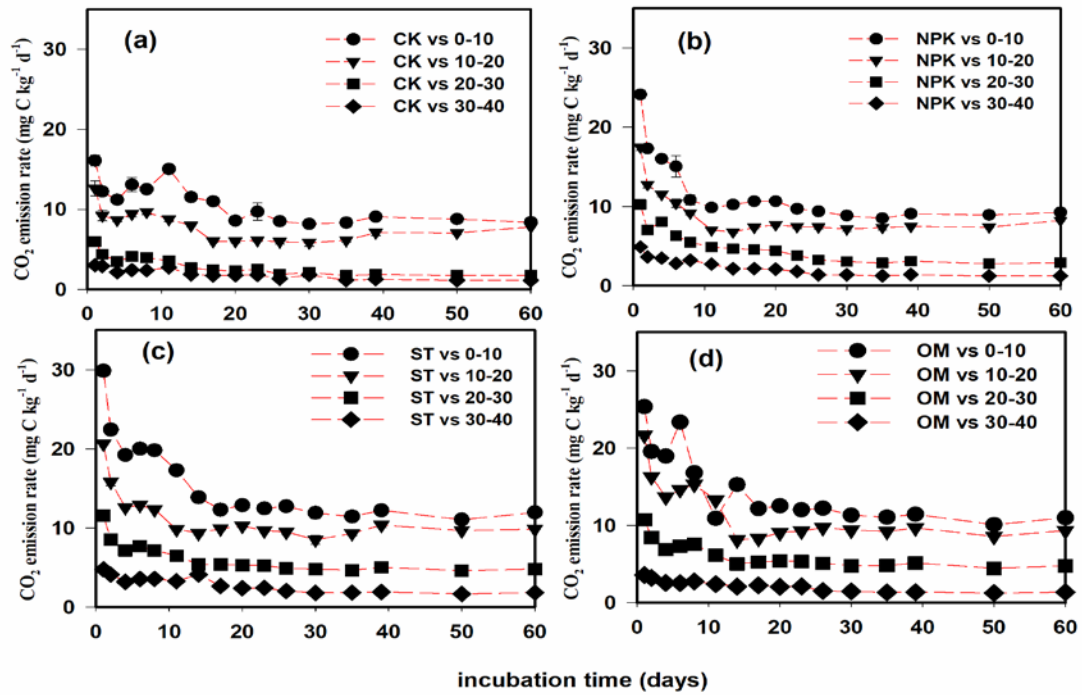 (a)
CK vs 0-10
CK vs 10-20
CK vs 20-30
CK vs 30-40
CO₂ emission rate (mg C kg⁻¹ d⁻¹)
30
20
10
0
0 10 20 30 40 50 60
(b)
NPK vs 0-10
NPK vs 10-20
NPK vs 20-30
NPK vs 30-40
CO₂ emission rate (mg C kg⁻¹ d⁻¹)
30
20
10
0
0 10 20 30 40 50 60
(c)
ST vs 0-10
ST vs 10-20
ST vs 20-30
ST vs 30-40
CO₂ emission rate (mg C kg⁻¹ d⁻¹)
30
20
10
0
0 10 20 30 40 50 60
(d)
OM vs 0-10
OM vs 10-20
OM vs 20-30
OM vs 30-40
CO₂ emission rate (mg C kg⁻¹ d⁻¹)
30
20
10
0
0 10 20 30 40 50 60
incubation time (days)